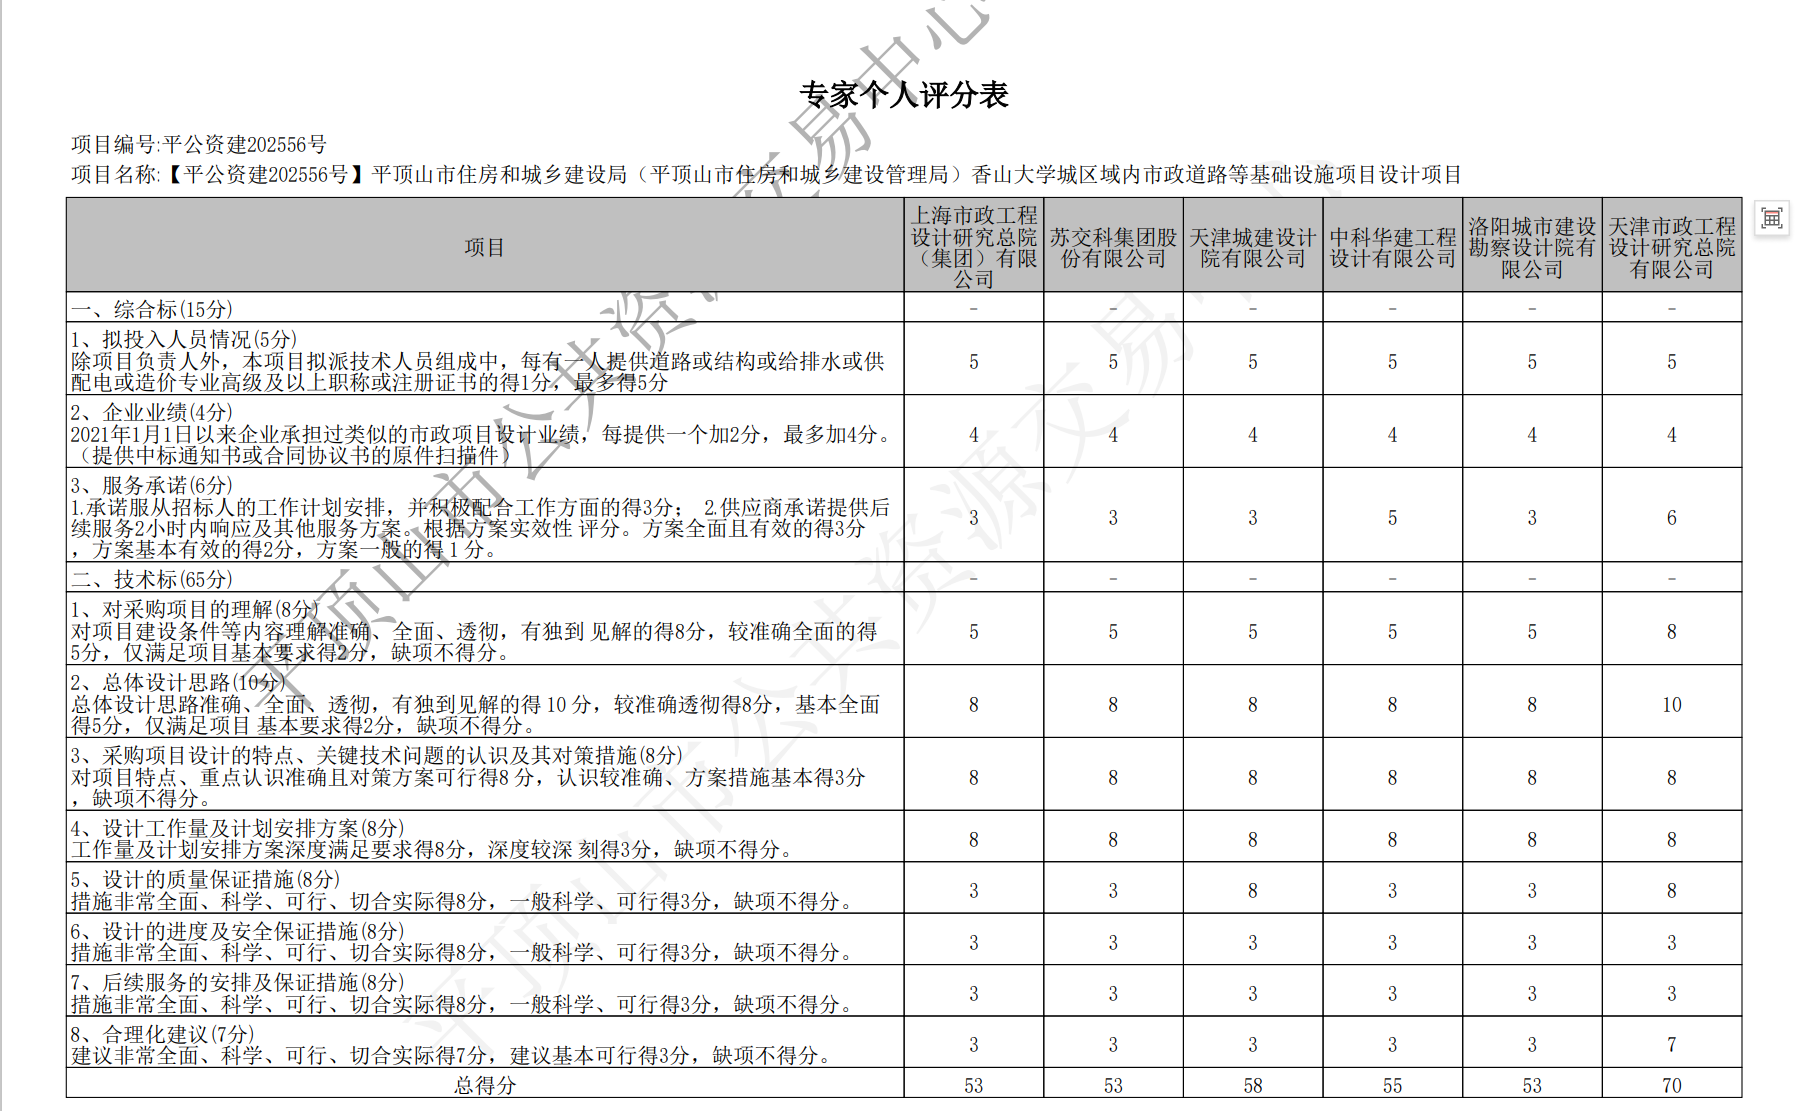 专家个人评分表
项目编号:平公资建202556号
项目名称:【平公资建202556号】平顶山市住房和城乡建设局（平顶山市住房和城乡建设管理局）香山大学城区域内市政道路等基础设施项目设计项目
项目
上海市政工程
设计研究总院
（集团）有限
公司
苏交科集团股
份有限公司
天津城建设计
院有限公司
中科华建工程
设计有限公司
洛阳城市建设
勘察设计院有
限公司
天津市政工程
设计研究总院
有限公司
一、综合标(15分) - - - - - -
1、拟投入人员情况(5分)
除项目负责人外，本项目拟派技术人员组成中，每有一人提供道路或结构或给排水或供
配电或造价专业高级及以上职称或注册证书的得1分，最多得5分
5 5 5 5 5 5
2、企业业绩(4分)
2021年1月1日以来企业承担过类似的市政项目设计业绩，每提供一个加2分，最多加4分。
（提供中标通知书或合同协议书的原件扫描件）
4 4 4 4 4 4
3、服务承诺(6分)
1.承诺服从招标人的工作计划安排，并积极配合工作方面的得3分； 2.供应商承诺提供后
续服务2小时内响应及其他服务方案。根据方案实效性 评分。方案全面且有效的得3分
，方案基本有效的得2分，方案一般的得 1 分。
3 3 3 5 3 6
二、技术标(65分) - - - - - -
1、对采购项目的理解(8分)
对项目建设条件等内容理解准确、全面、透彻，有独到 见解的得8分，较准确全面的得
5分，仅满足项目基本要求得2分，缺项不得分。
5 5 5 5 5 8
2、总体设计思路(10分)
总体设计思路准确、全面、透彻，有独到见解的得 10 分，较准确透彻得8分，基本全面
得5分，仅满足项目 基本要求得2分，缺项不得分。
8 8 8 8 8 10
3、采购项目设计的特点、关键技术问题的认识及其对策措施(8分)
对项目特点、重点认识准确且对策方案可行得8 分，认识较准确、方案措施基本得3分
，缺项不得分。
8 8 8 8 8 8
4、设计工作量及计划安排方案(8分)
工作量及计划安排方案深度满足要求得8分，深度较深 刻得3分，缺项不得分。
8 8 8 8 8 8
5、设计的质量保证措施(8分)
措施非常全面、科学、可行、切合实际得8分，一般科学、可行得3分，缺项不得分。
3 3 8 3 3 8
6、设计的进度及安全保证措施(8分)
措施非常全面、科学、可行、切合实际得8分，一般科学、可行得3分，缺项不得分。
3 3 3 3 3 3
7、后续服务的安排及保证措施(8分)
措施非常全面、科学、可行、切合实际得8分，一般科学、可行得3分，缺项不得分。
3 3 3 3 3 3
8、合理化建议(7分)
建议非常全面、科学、可行、切合实际得7分，建议基本可行得3分，缺项不得分。
3 3 3 3 3 7
总得分 53 53 58 55 53 70
平顶山市公共资源交易中心
平顶山市公共资源交易中心